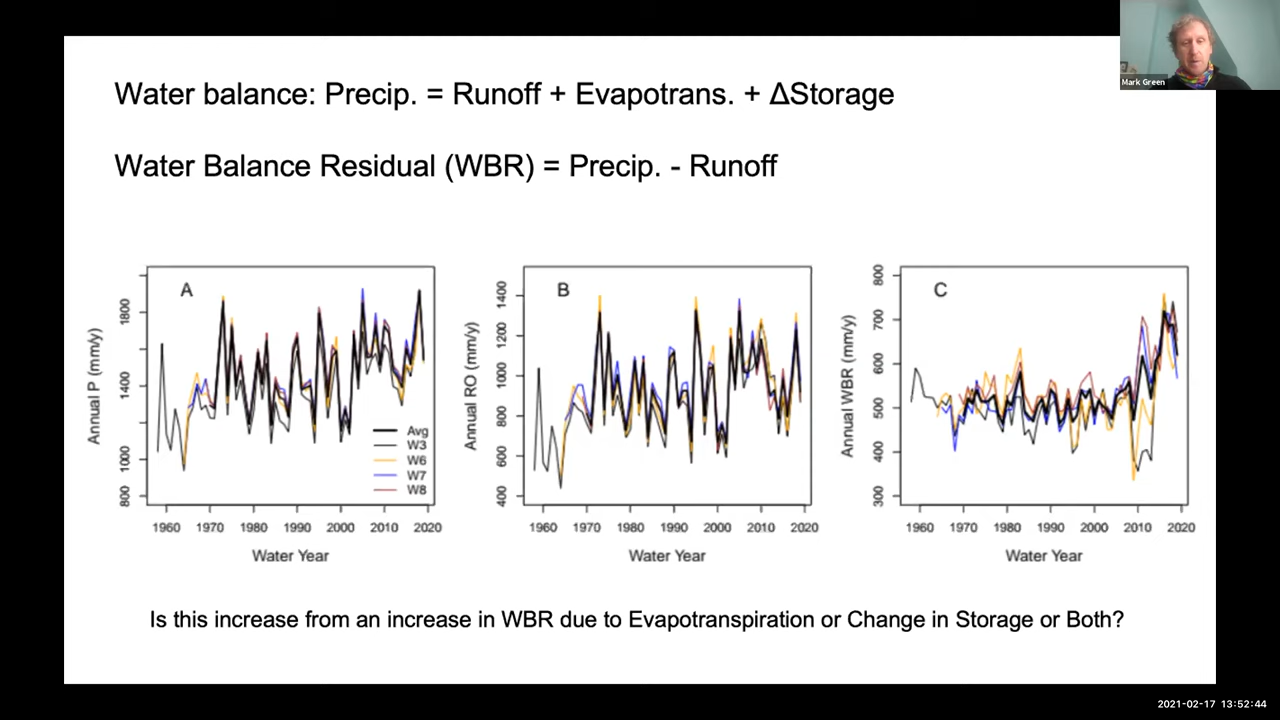 Mark Green
Water balance: Precip. = Runoff + Evapotrans. + ΔStorage
Water Balance Residual (WBR) = Precip. - Runoff
A
Annual P (mm/y)
800
1000
1400
1800
Avg
W3
W6
W7
W8
1960 1970 1980 1990 2000 2010 2020
Water Year
B
Annual RO (mm/y)
400
600
800
1000
1200
1400
1960 1970 1980 1990 2000 2010 2020
Water Year
C
Annual WBR (mm/y)
300
400
500
600
700
800
1960 1970 1980 1990 2000 2010 2020
Water Year
Is this increase from an increase in WBR due to Evapotranspiration or Change in Storage or Both?
2021-02-17 13:52:44